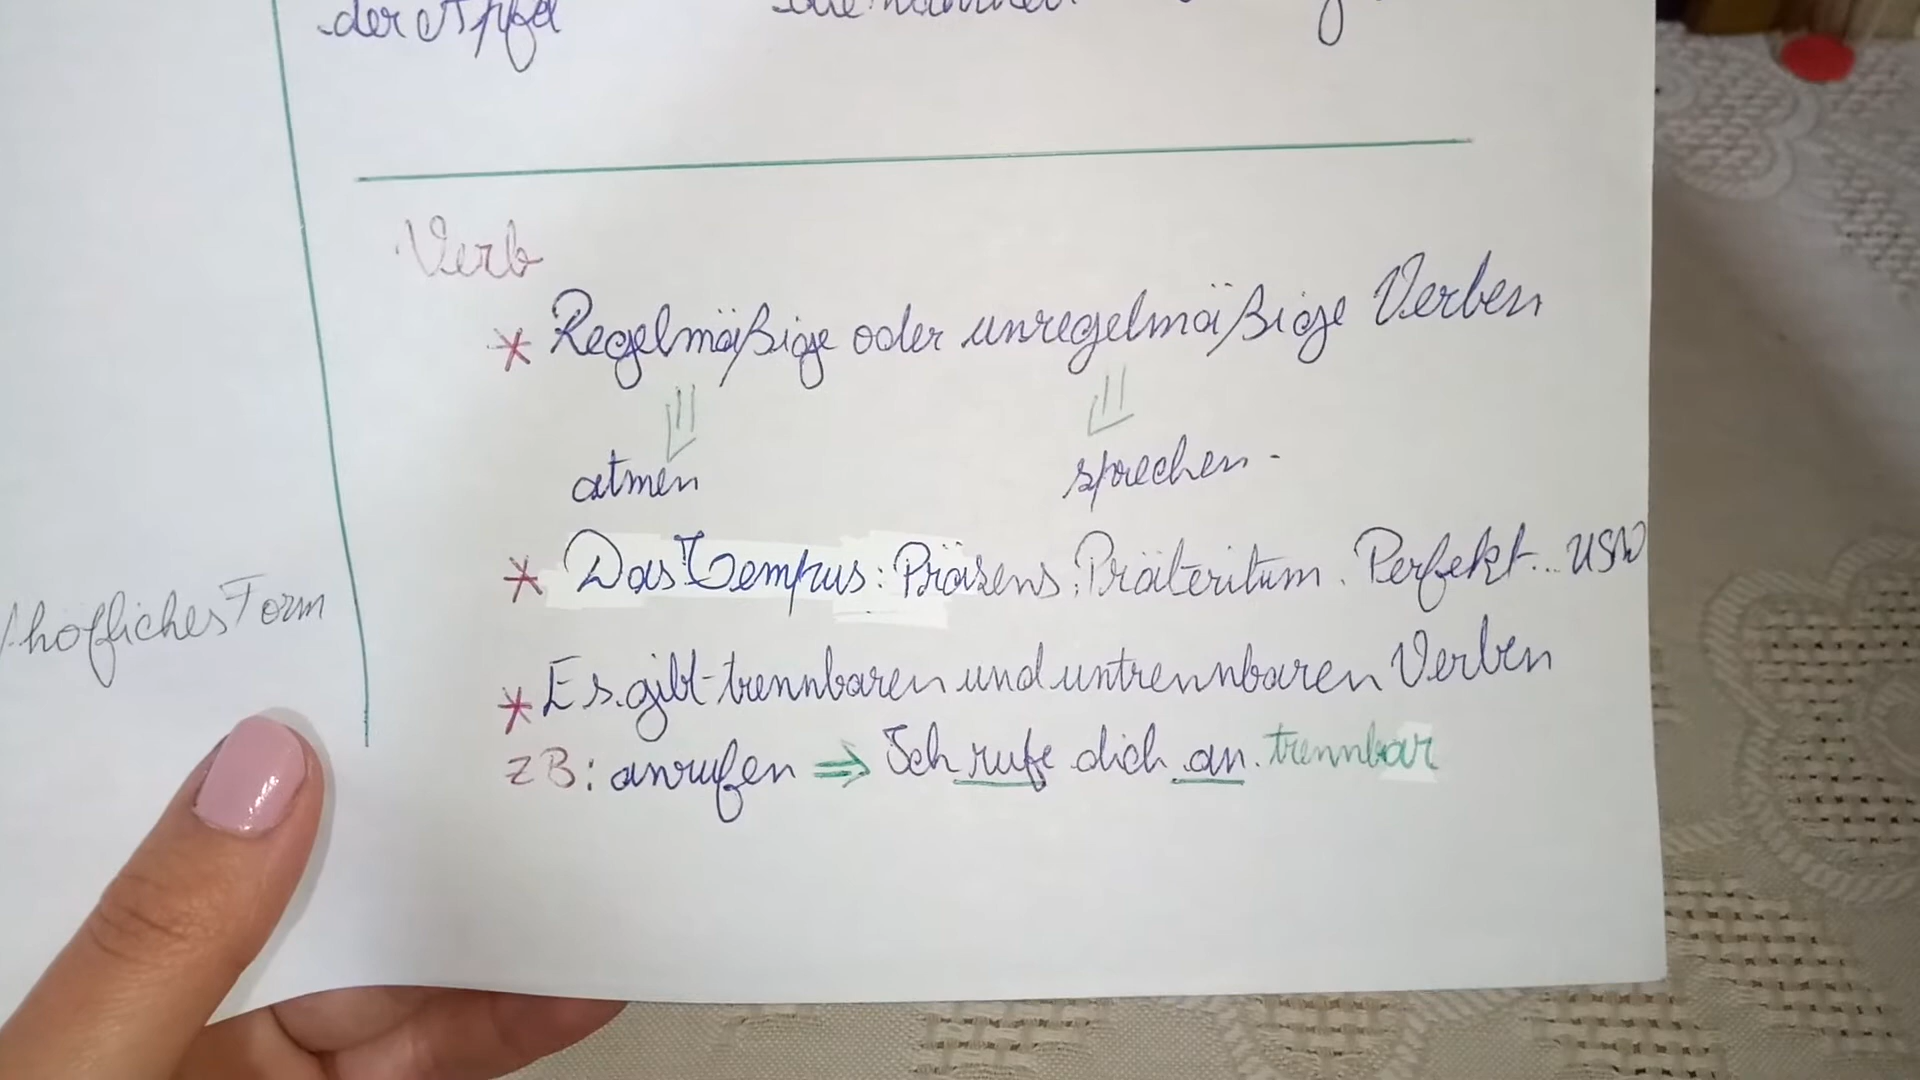 der Apfel
Verb
* Regelmäßige oder unregelmäßige Verben
atmen sprechen
* Das Tempus: Präsens, Präteritum. Perfekt... USW
höffliches Form
* Es gibt trennbaren und untrennbaren Verben
ZB: anrufen ⇒ Ich rufe dich an. trennbar